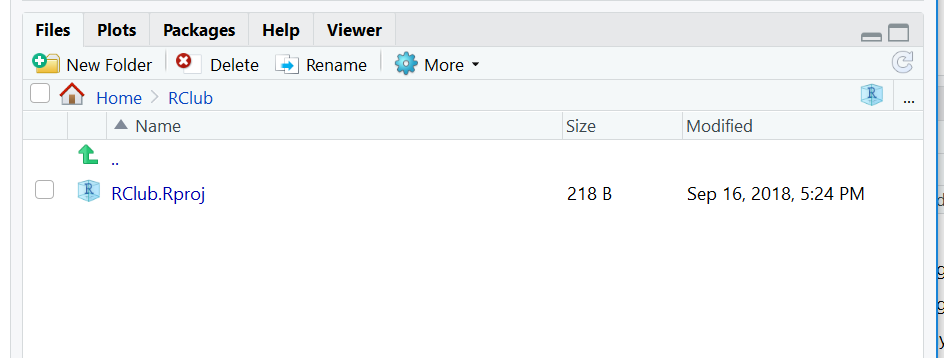 Files Plots Packages Help Viewer
New Folder Delete Rename More
Home RClub R ...
Name Size Modified
..
R RClub.Rproj 218 B Sep 16, 2018, 5:24 PM